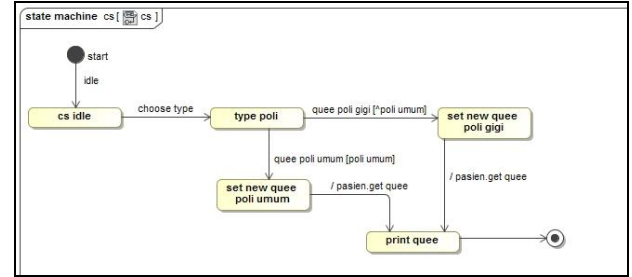 state machine cs [ cs ]
start
idle
cs idle
choose type
type poli
quee poli gigi [^poli umum]
set new quee
poli gigi
quee poli umum [poli umum]
/ pasien.get quee
set new quee
poli umum
/ pasien.get quee
print quee